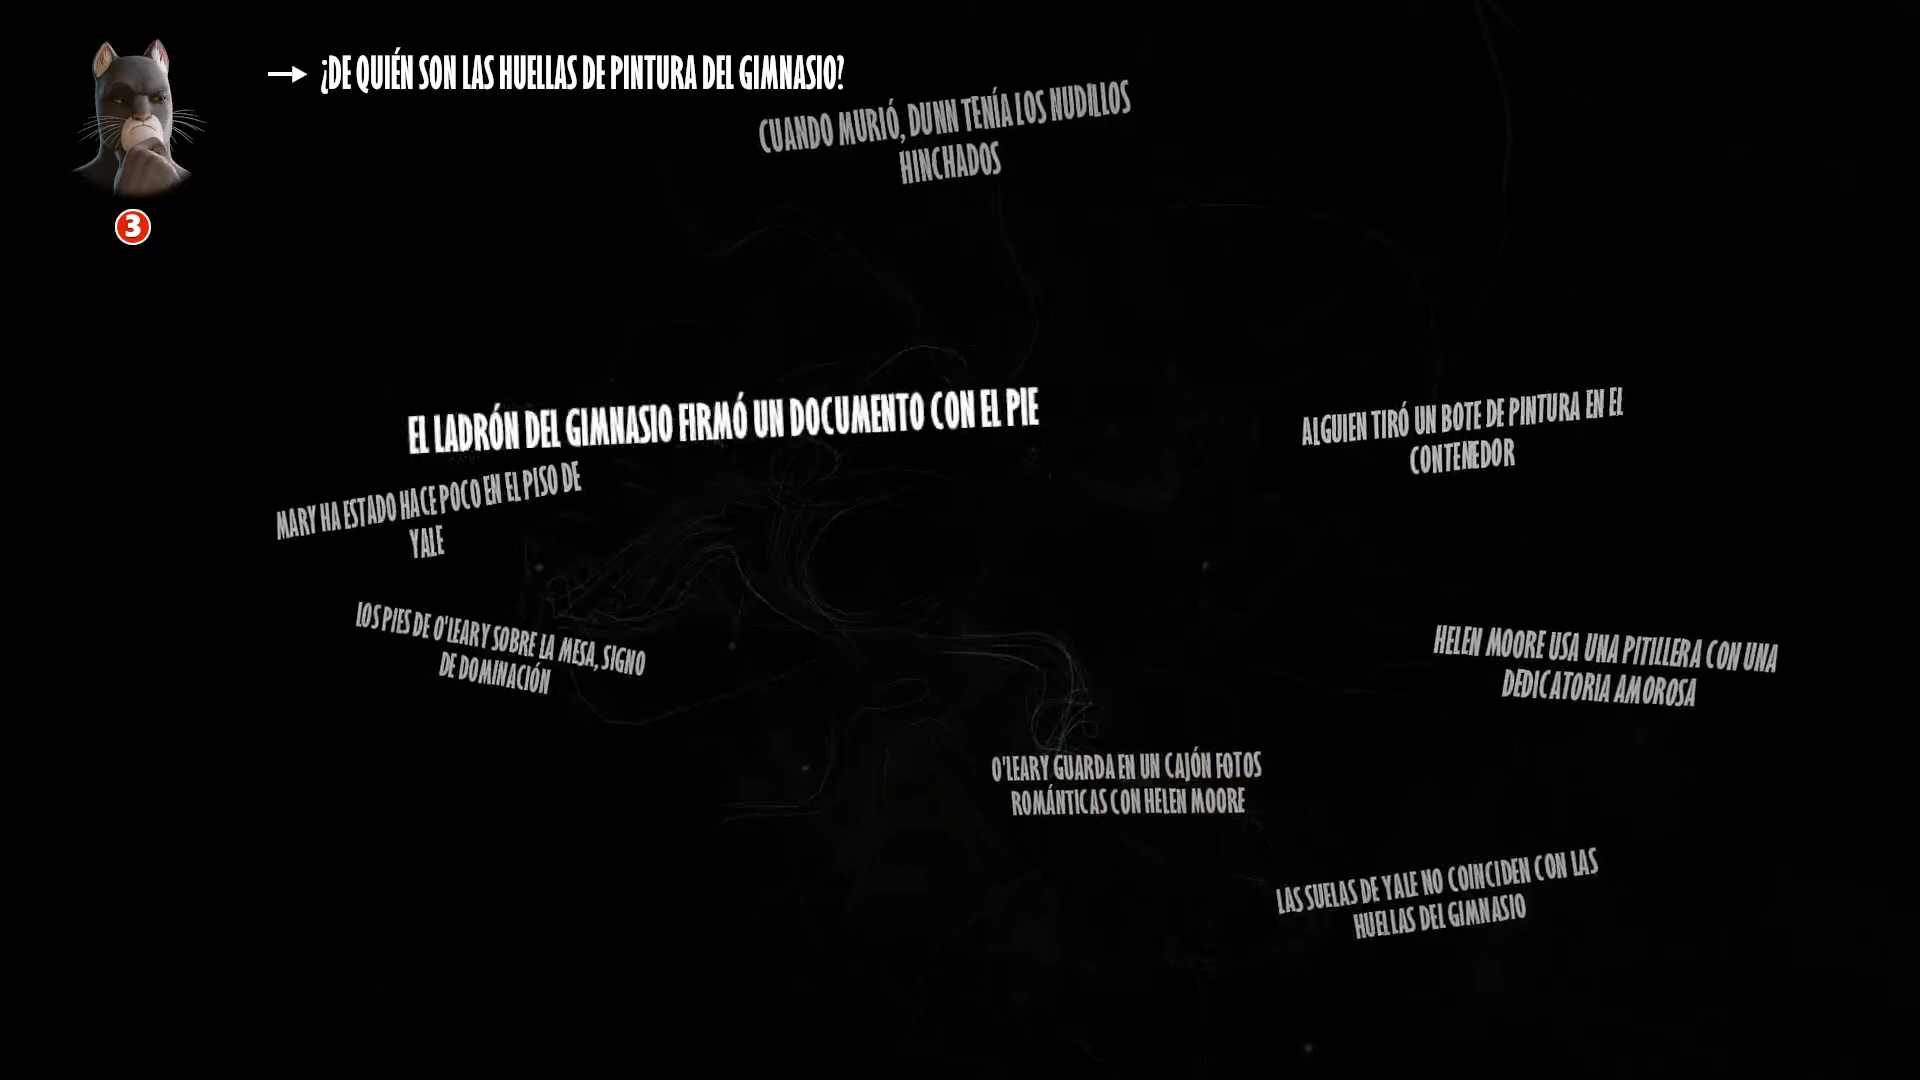 ¿DE QUIÉN SON LAS HUELLAS DE PINTURA DEL GIMNASIO?
CUANDO MURIÓ, DUNN TENÍA LOS NUDILLOS
HINCHADOS
3
EL LADRÓN DEL GIMNASIO FIRMÓ UN DOCUMENTO CON EL PIE
ALGUIEN TIRÓ UN BOTE DE PINTURA EN EL
CONTENEDOR
MARY HA ESTADO HACE POCO EN EL PISO DE
YALE
LOS PIES DE O'LEARY SOBRE LA MESA, SIGNO
DE DOMINACIÓN
HELEN MOORE USA UNA PITILLERA CON UNA
DEDICATORIA AMOROSA
O'LEARY GUARDA EN UN CAJÓN FOTOS
ROMÁNTICAS CON HELEN MOORE
LAS SUELAS DE YALE NO COINCIDEN CON LAS
HUELLAS DEL GIMNASIO